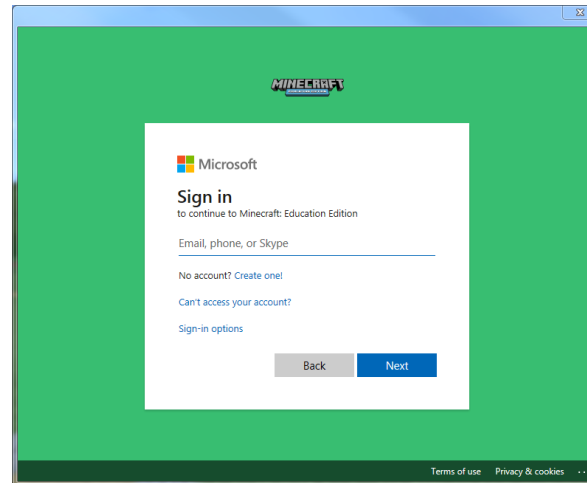 MINECRAFT
Microsoft
Sign in
to continue to Minecraft: Education Edition
Email, phone, or Skype
No account? Create one!
Can't access your account?
Sign-in options
Back
Next
Terms of use
Privacy & cookies